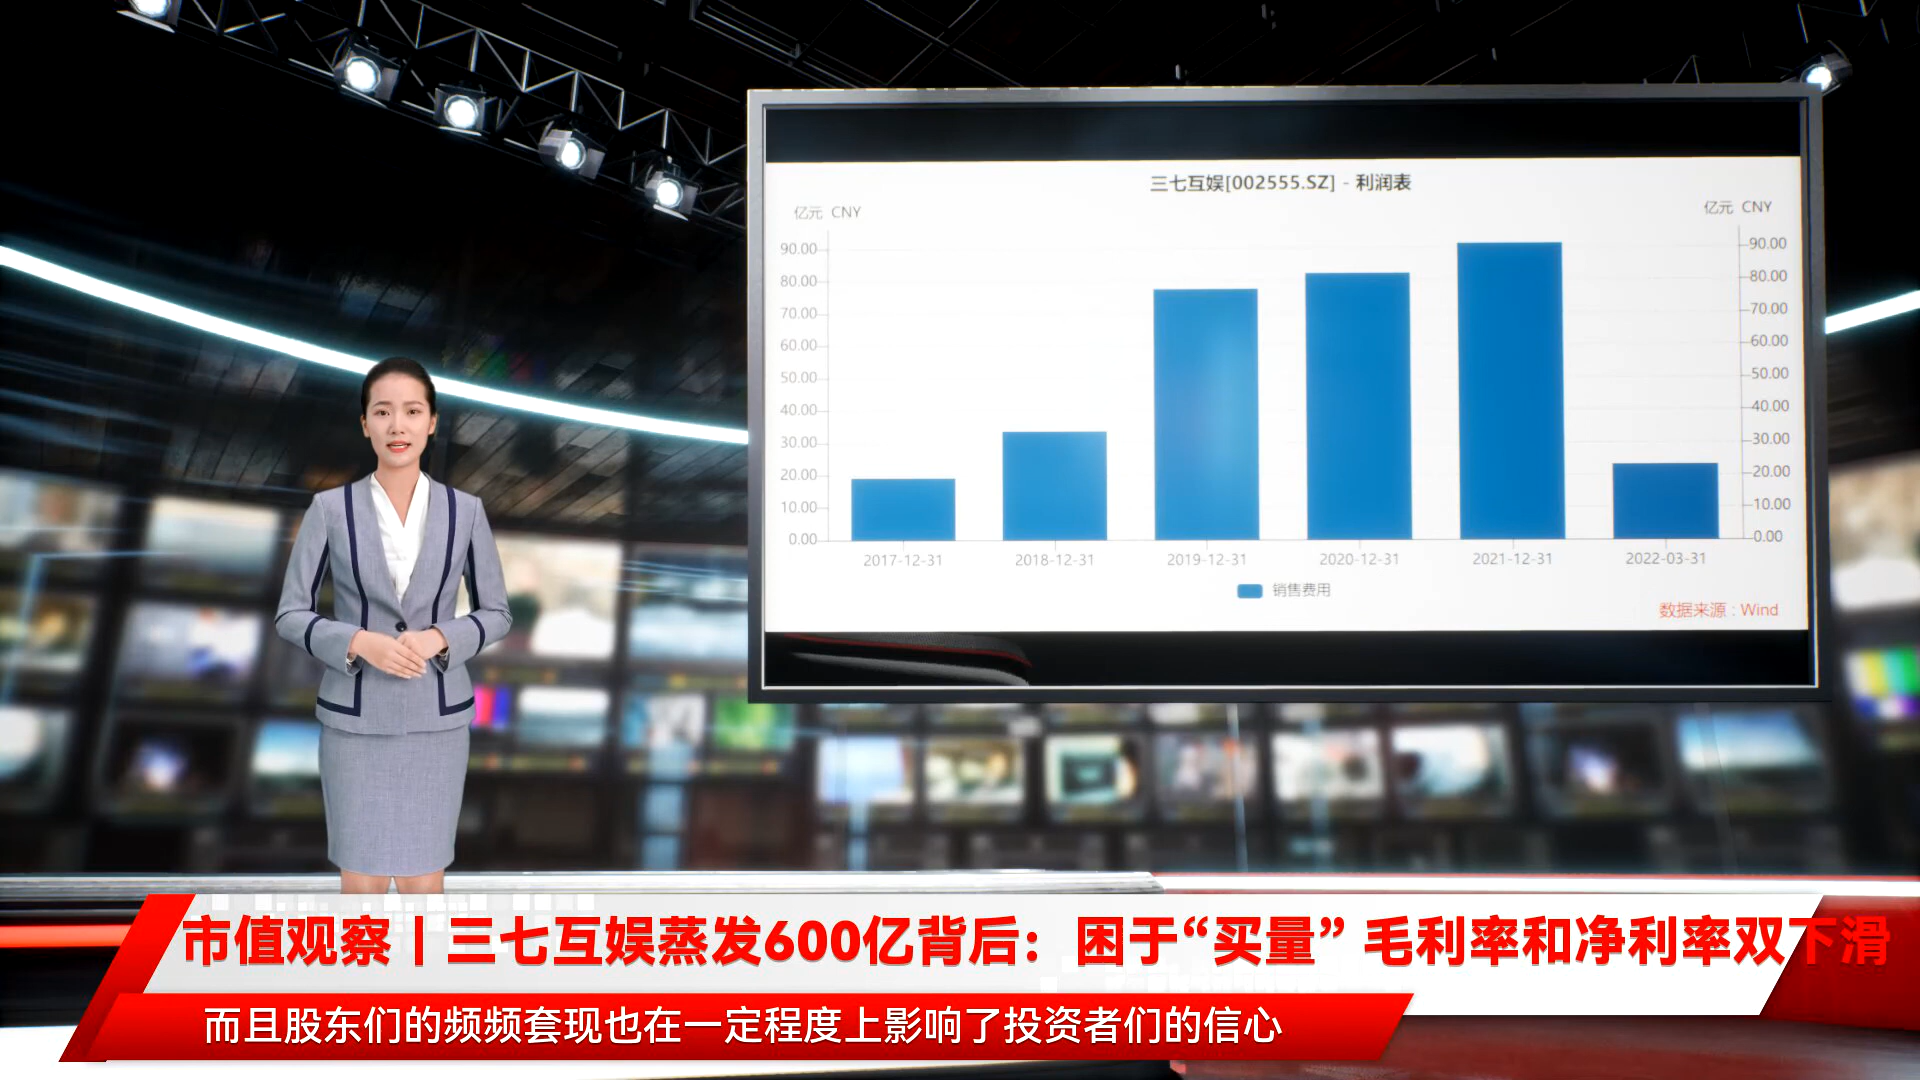 三七互娱[002555.SZ] - 利润表
亿元 CNY
亿元 CNY
90.00
80.00
70.00
60.00
50.00
40.00
30.00
20.00
10.00
0.00
90.00
80.00
70.00
60.00
50.00
40.00
30.00
20.00
10.00
0.00
2017-12-31 2018-12-31 2019-12-31 2020-12-31 2021-12-31 2022-03-31
销售费用
数据来源：Wind
市值观察｜三七互娱蒸发600亿背后：困于“买量” 毛利率和净利率双下滑
而且股东们的频频套现也在一定程度上影响了投资者们的信心